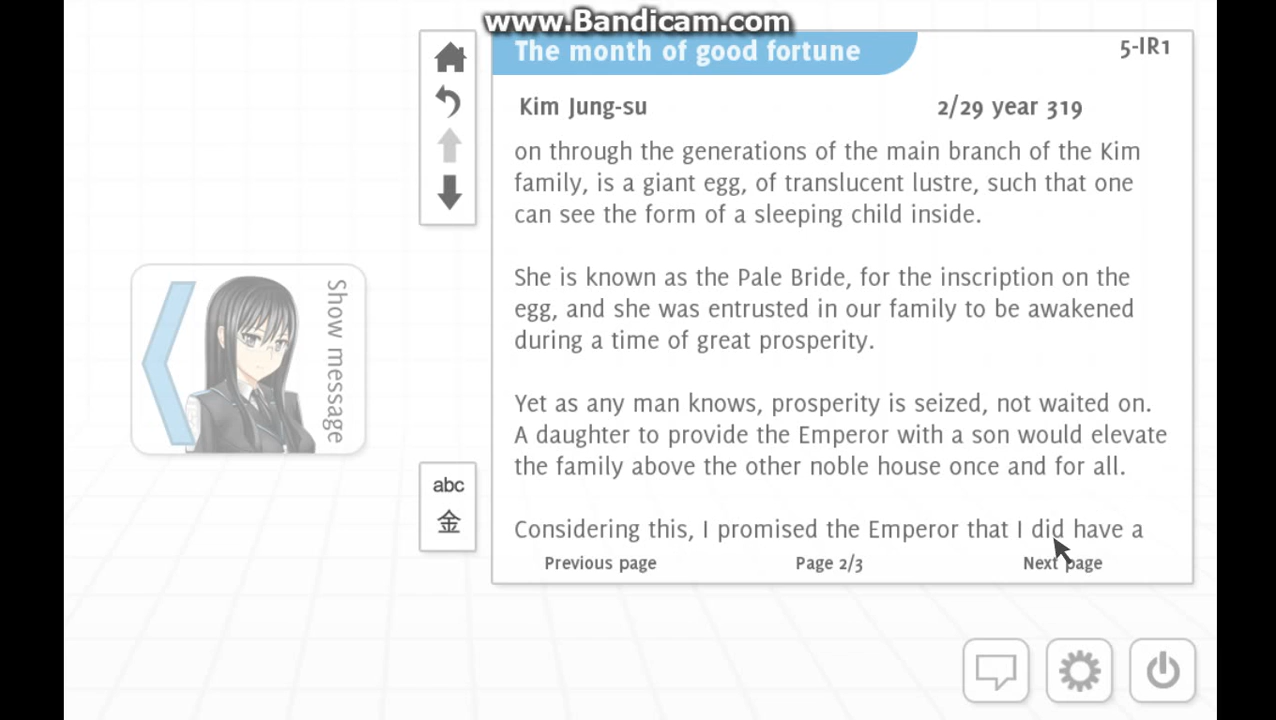 www.Bandicam.com
The month of good fortune
5-IR1
Kim Jung-su
2/29 year 319
on through the generations of the main branch of the Kim
family, is a giant egg, of translucent lustre, such that one
can see the form of a sleeping child inside.
She is known as the Pale Bride, for the inscription on the
egg, and she was entrusted in our family to be awakened
during a time of great prosperity.
Yet as any man knows, prosperity is seized, not waited on.
A daughter to provide the Emperor with a son would elevate
the family above the other noble house once and for all.
Considering this, I promised the Emperor that I did have a
Previous page
Page 2/3
Next page
Show message
abc
金